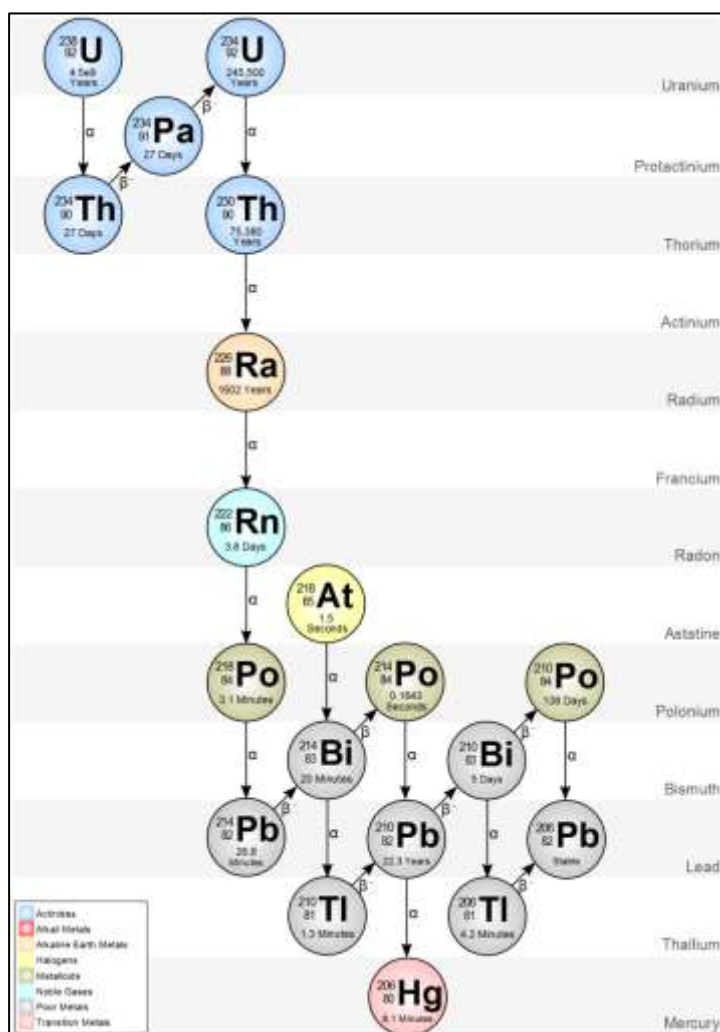 238
92
U
4.5e9
Years
234
92
U
245,500
Years
Uranium
α
β⁻
α
234
91
Pa
27 Days
Protactinium
β⁻
234
90
Th
27 Days
230
90
Th
75,380
Years
Thorium
α
Actinium
226
88
Ra
1602 Years
Radium
α
Francium
222
86
Rn
3.8 Days
Radon
α
218
85
At
1.5
Seconds
Astatine
218
84
Po
3.1 Minutes
α
214
84
Po
0.1643
Seconds
210
84
Po
138 Days
Polonium
α
214
83
Bi
20 Minutes
β⁻
α
210
83
Bi
5 Days
β⁻
α
Bismuth
214
82
Pb
26.8
Minutes
β⁻
α
210
82
Pb
22.3 Years
β⁻
α
206
82
Pb
Stable
Lead
210
81
Tl
1.3 Minutes
β⁻
α
206
81
Tl
4.2 Minutes
β⁻
Thallium
206
80
Hg
8.1 Minutes
Mercury
Actinides
Alkali Metals
Alkaline Earth Metals
Halogens
Metalloids
Noble Gases
Poor Metals
Transition Metals